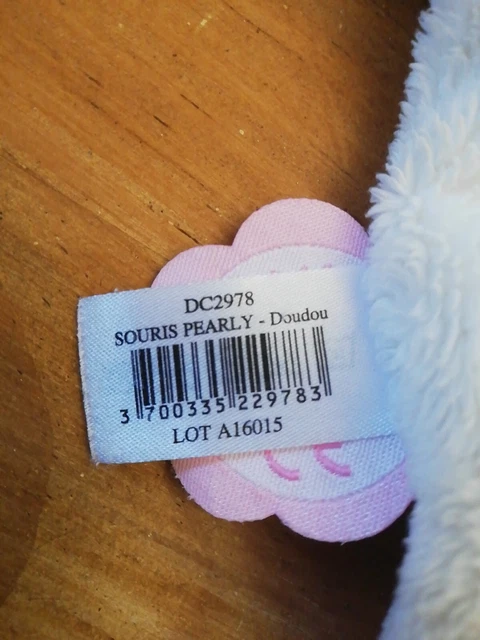 DC2978
SOURIS PEARLY - Doudou
3 700335 229783
LOT A16015